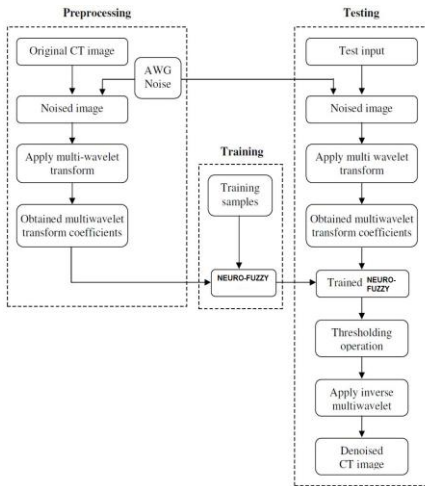 Preprocessing
Original CT image
AWG
Noise
Noised image
Apply multi-wavelet
transform
Obtained multiwavelet
transform coefficients
Training
Training
samples
NEURO-FUZZY
Testing
Test input
Noised image
Apply multi wavelet
transform
Obtained multiwavelet
transform coefficients
Trained NEURO-
FUZZY
Thresholding
operation
Apply inverse
multiwavelet
Denoised
CT image